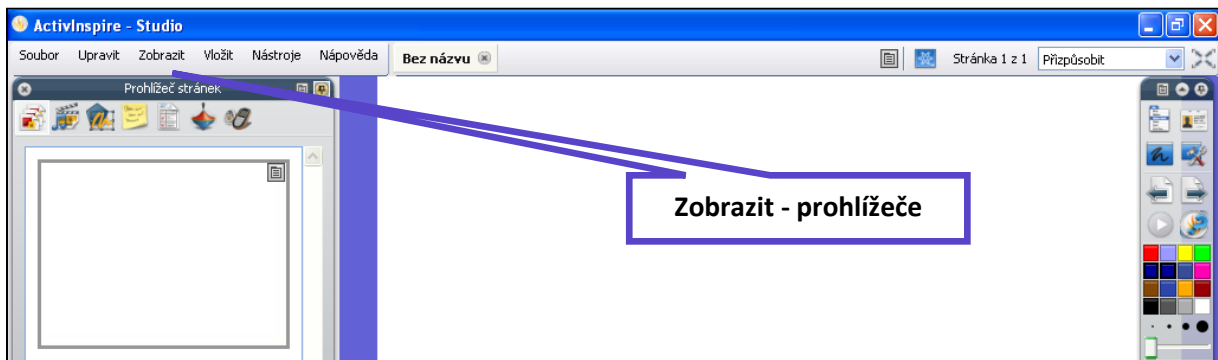 ActivInspire - Studio
Soubor Upravit Zobrazit Vložit Nástroje Nápověda Bez názvu Stránka 1 z 1 Přizpůsobit
Prohlížeč stránek
Zobrazit - prohlížeče